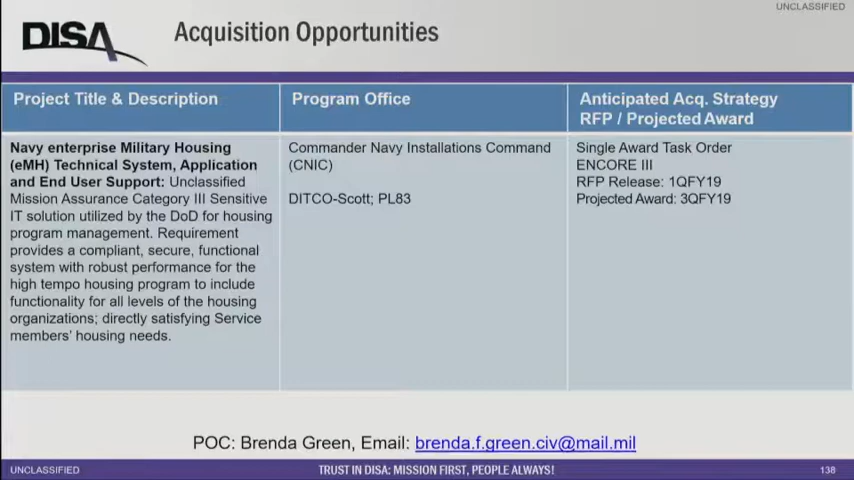 UNCLASSIFIED
DISA
Acquisition Opportunities
Project Title & Description
Program Office
Anticipated Acq. Strategy
RFP / Projected Award
Navy enterprise Military Housing
(eMH) Technical System, Application
and End User Support: Unclassified
Mission Assurance Category III Sensitive
IT solution utilized by the DoD for housing
program management. Requirement
provides a compliant, secure, functional
system with robust performance for the
high tempo housing program to include
functionality for all levels of the housing
organizations; directly satisfying Service
members' housing needs.
Commander Navy Installations Command
(CNIC)
DITCO-Scott; PL83
Single Award Task Order
ENCORE III
RFP Release: 1QFY19
Projected Award: 3QFY19
POC: Brenda Green, Email: brenda.f.green.civ@mail.mil
UNCLASSIFIED
TRUST IN DISA: MISSION FIRST, PEOPLE ALWAYS!
138